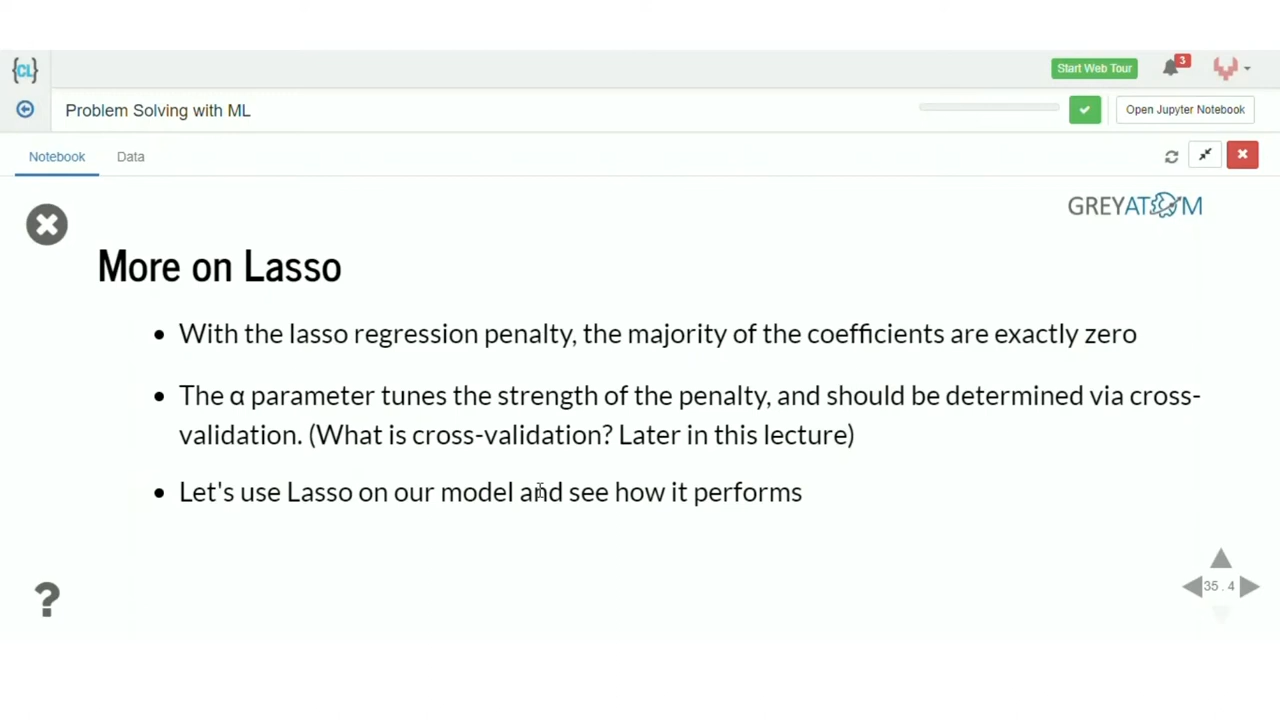 {CL}
Start Web Tour
3
Problem Solving with ML
Open Jupyter Notebook
Notebook
Data
GREYATOM
More on Lasso
• With the lasso regression penalty, the majority of the coefficients are exactly zero
• The α parameter tunes the strength of the penalty, and should be determined via cross-
validation. (What is cross-validation? Later in this lecture)
• Let's use Lasso on our model and see how it performs
35.4
?